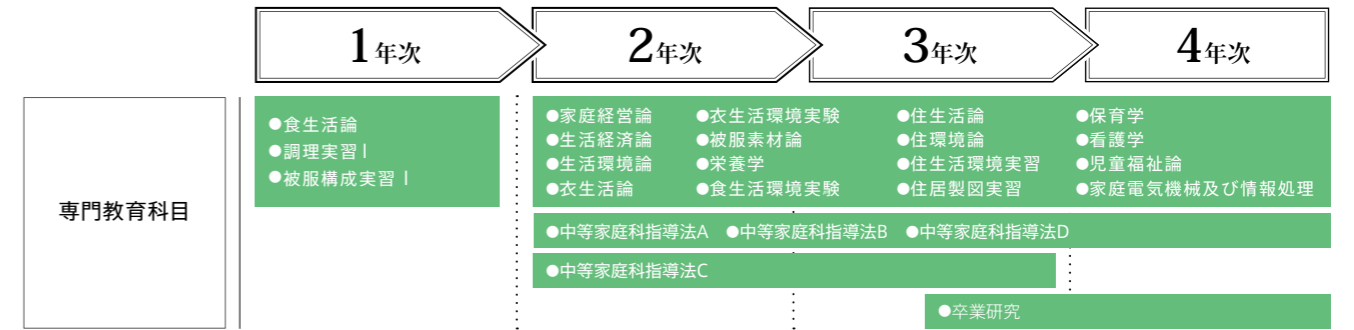 1年次 2年次 3年次 4年次
専門教育科目
●食生活論
●調理実習Ⅰ
●被服構成実習Ⅰ
●家庭経営論 ●衣生活環境実験 ●住生活論 ●保育学
●生活経済論 ●被服素材論 ●住環境論 ●看護学
●生活環境論 ●栄養学 ●住生活環境実習 ●児童福祉論
●衣生活論 ●食生活環境実験 ●住居製図実習 ●家庭電気機械及び情報処理
●中等家庭科指導法A ●中等家庭科指導法B ●中等家庭科指導法D
●中等家庭科指導法C
●卒業研究